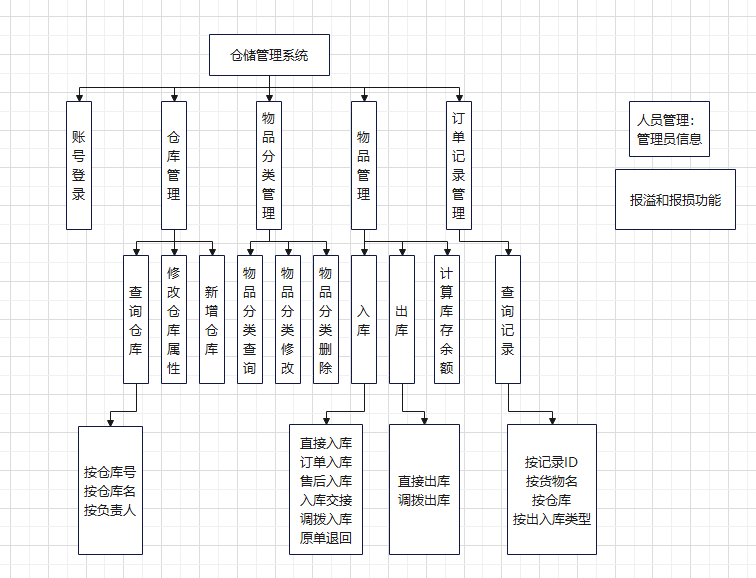 仓储管理系统
账号登录
仓库管理
物品分类管理
物品管理
订单记录管理
人员管理：
管理员信息
报溢和报损功能
查询仓库
修改仓库属性
新增仓库
物品分类查询
物品分类修改
物品分类删除
入库
出库
计算库存余额
查询记录
按仓库号
按仓库名
按负责人
直接入库
订单入库
售后入库
入库交接
调拨入库
原单退回
直接出库
调拨出库
按记录ID
按货物名
按仓库
按出入库类型